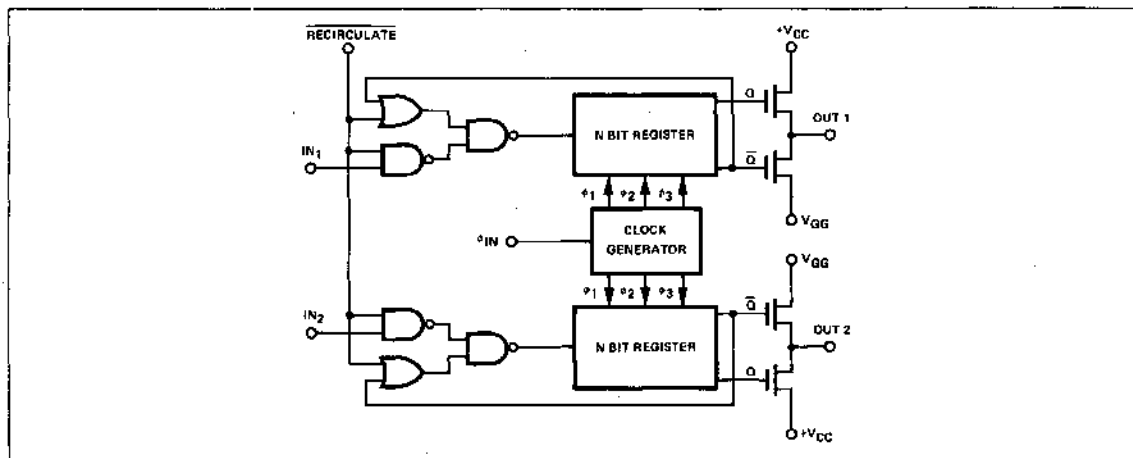 RECIRCULATE
+VCC
Q
OUT 1
N BIT REGISTER
IN1
Q̅
ϕ1 ϕ2 ϕ3
VGG
CLOCK
GENERATOR
ϕIN
VGG
ϕ1 ϕ2 ϕ3
Q̅
IN2
OUT 2
N BIT REGISTER
Q
+VCC